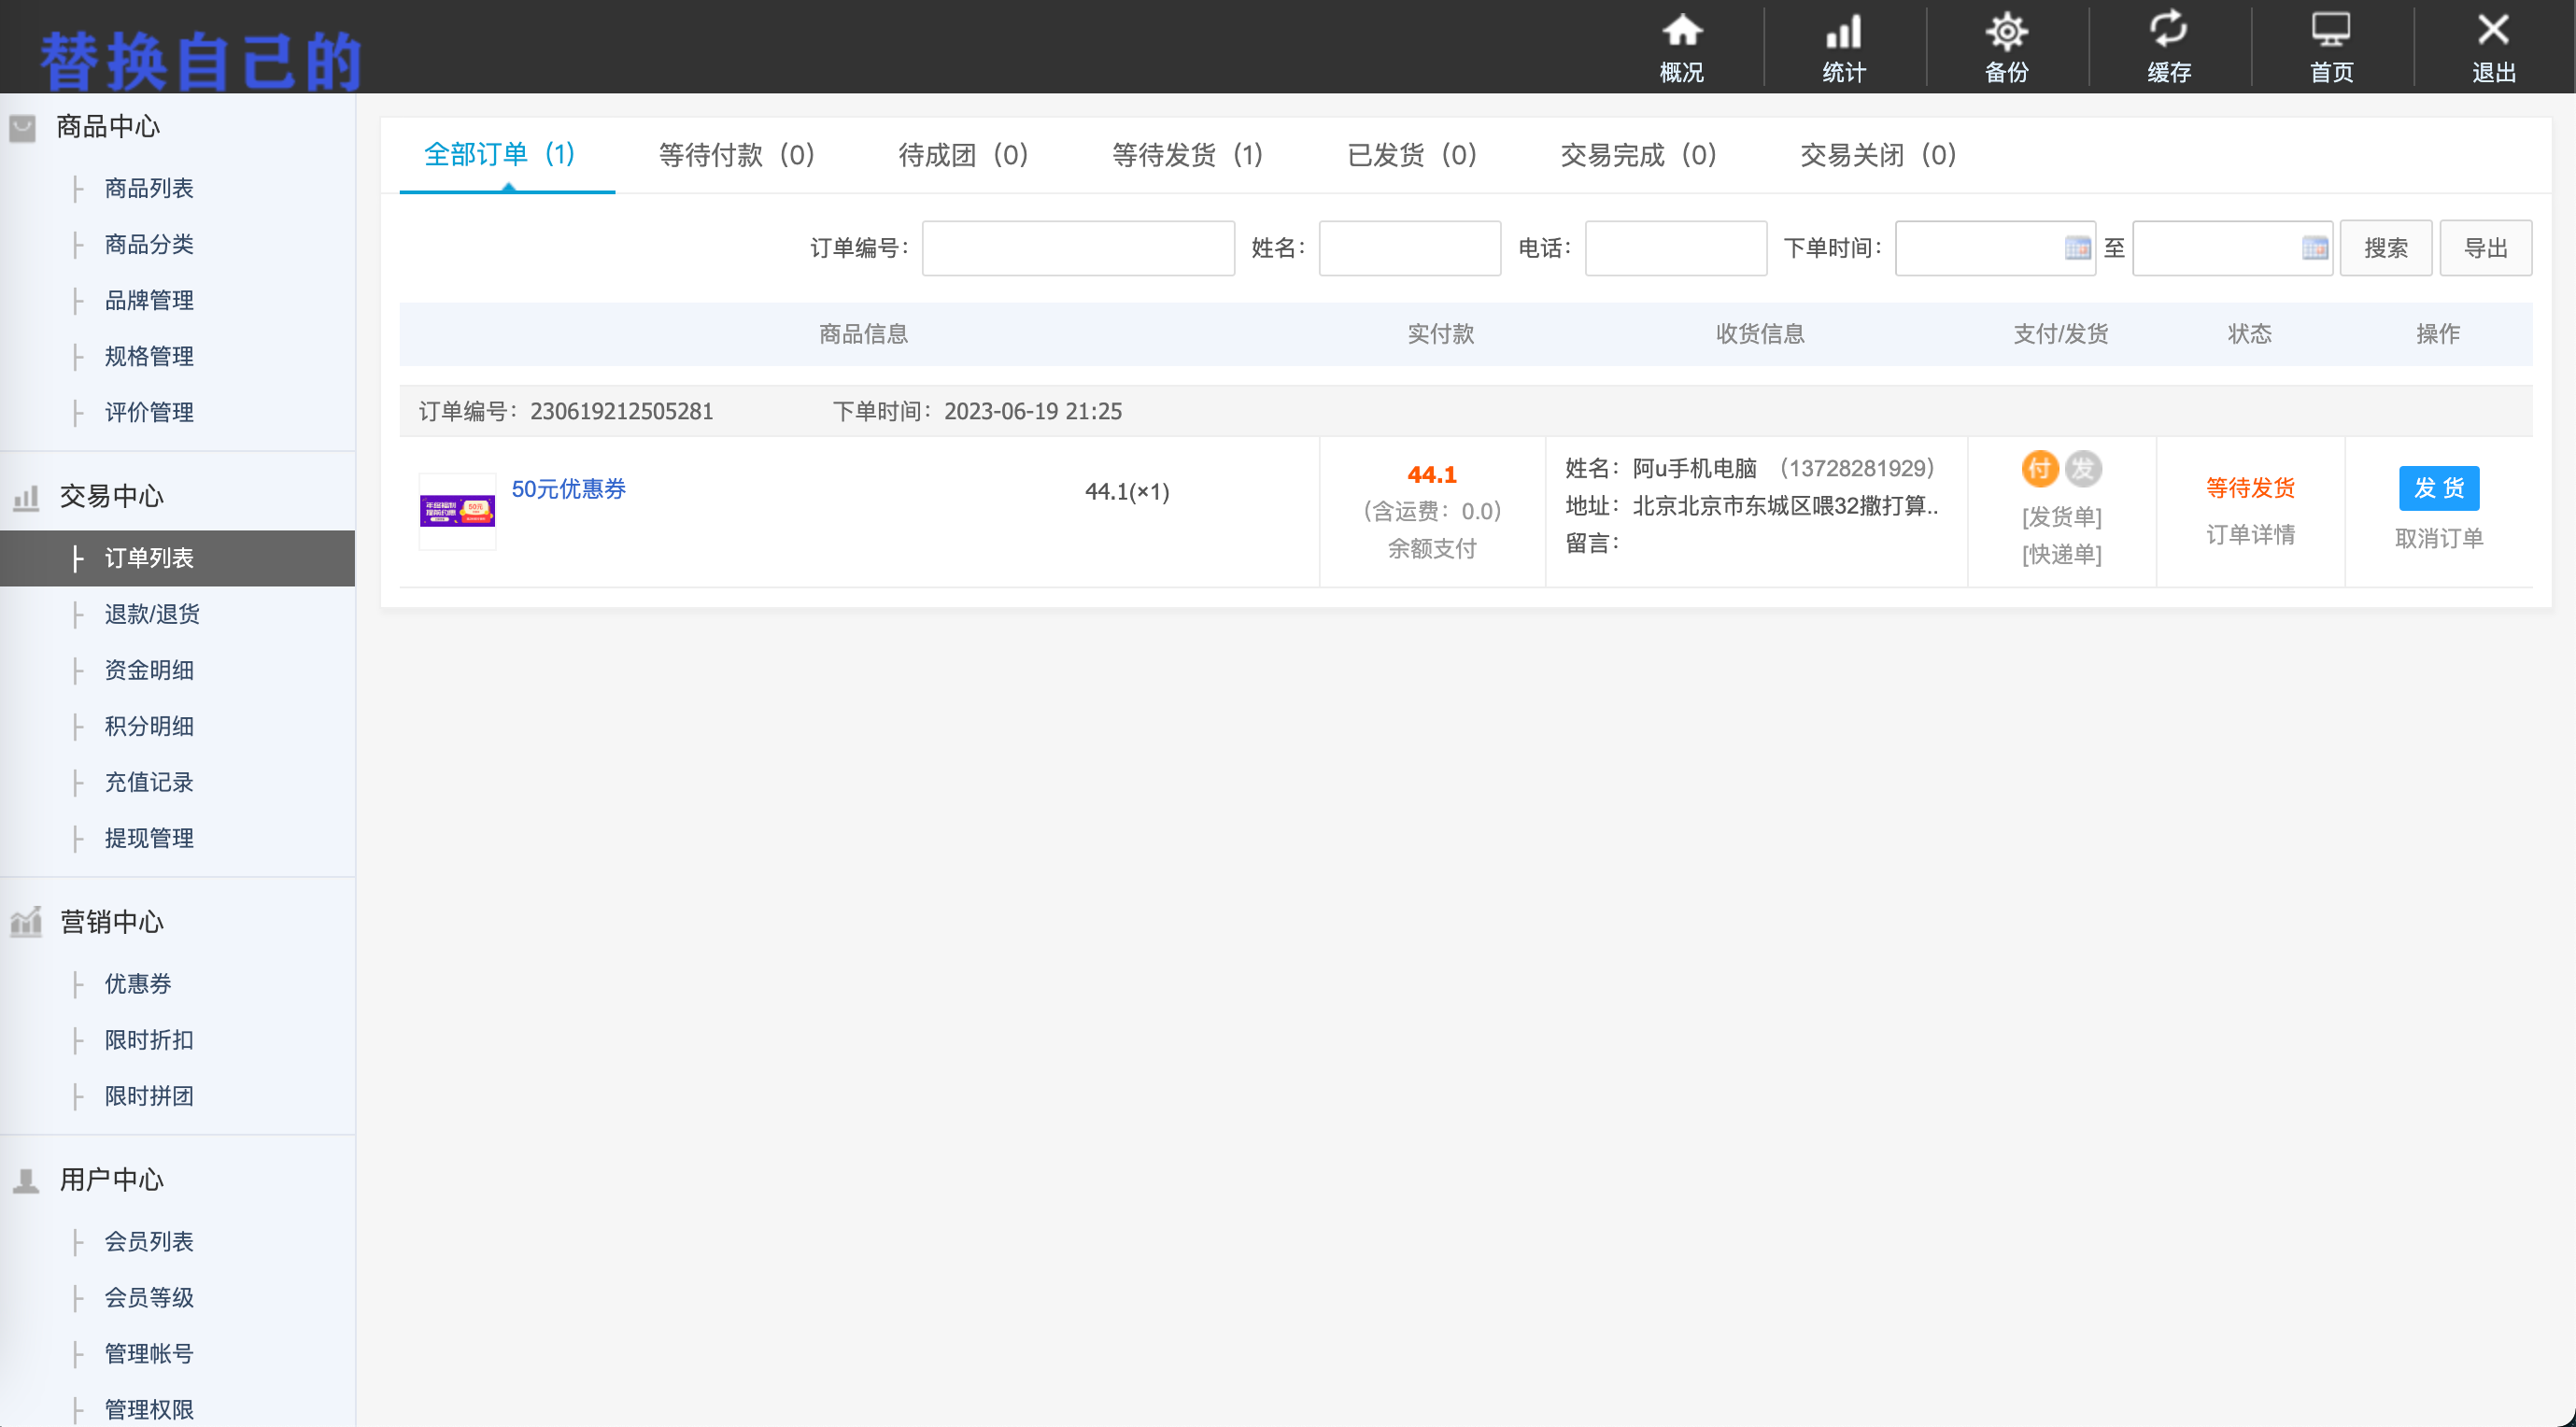 替换自己的
概况
统计
备份
缓存
首页
退出
商品中心
商品列表
商品分类
品牌管理
规格管理
评价管理
交易中心
订单列表
退款/退货
资金明细
积分明细
充值记录
提现管理
营销中心
优惠券
限时折扣
限时拼团
用户中心
会员列表
会员等级
管理帐号
管理权限
全部订单 (1) 等待付款 (0) 待成团 (0) 等待发货 (1) 已发货 (0) 交易完成 (0) 交易关闭 (0)
订单编号: 姓名: 电话: 下单时间: 至 搜索 导出
商品信息 实付款 收货信息 支付/发货 状态 操作
订单编号: 230619212505281 下单时间: 2023-06-19 21:25
50元优惠券
44.1(×1)
44.1
(含运费: 0.0)
余额支付
姓名: 阿u手机电脑 (13728281929)
地址: 北京北京市东城区喂32撒打算..
留言:
付 发
[发货单]
[快递单]
等待发货
订单详情
发 货
取消订单